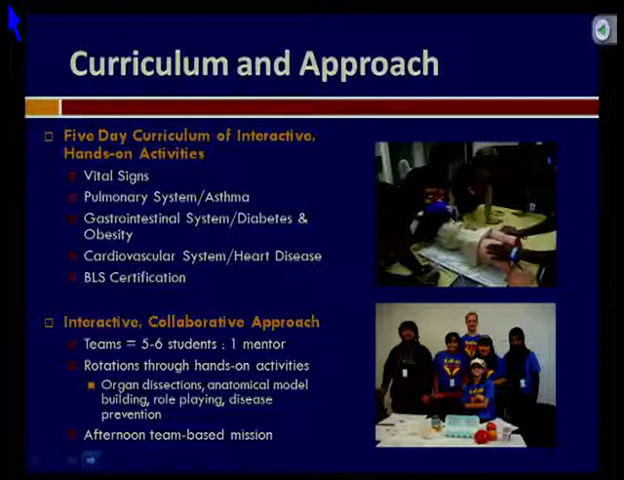 Curriculum and Approach
Five Day Curriculum of Interactive,
Hands-on Activities
Vital Signs
Pulmonary System/Asthma
Gastrointestinal System/Diabetes &
Obesity
Cardiovascular System/Heart Disease
BLS Certification
Interactive, Collaborative Approach
Teams = 5-6 students : 1 mentor
Rotations through hands-on activities
Organ dissections, anatomical model
building, role playing, disease
prevention
Afternoon team-based mission